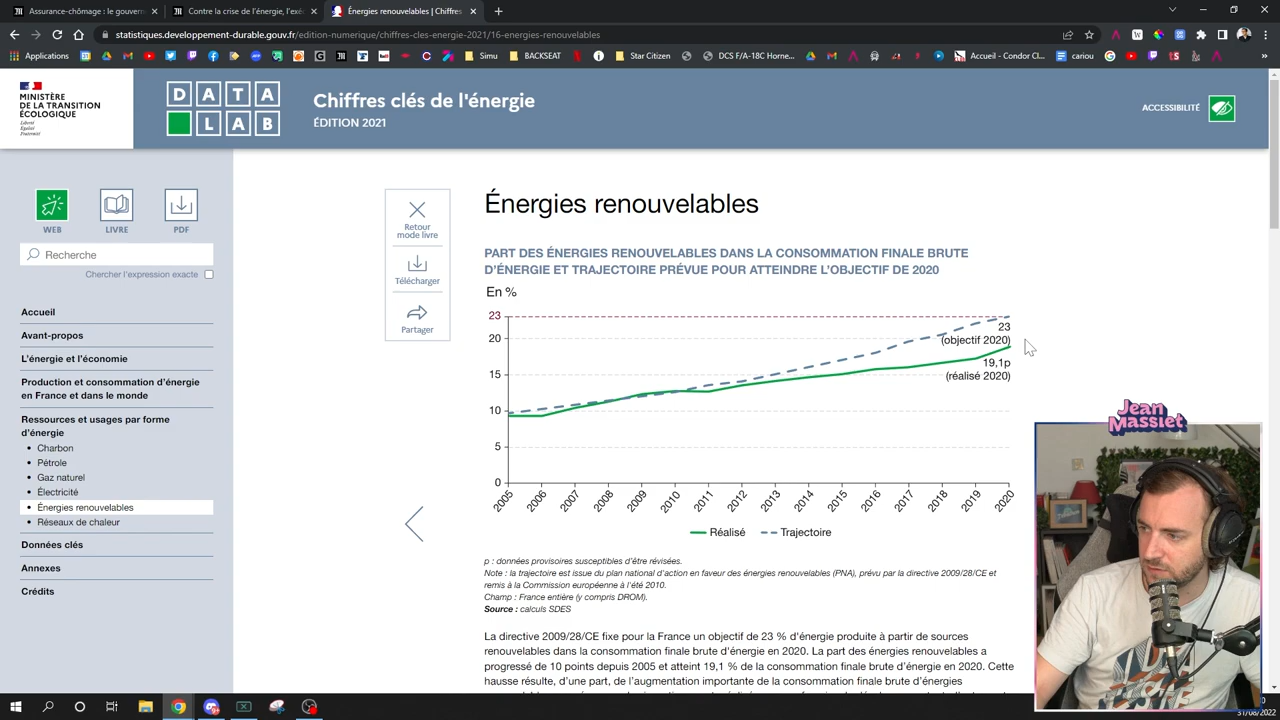 Assurance-chômage : le gouver
Contre la crise de l'énergie, l'exé
Énergies renouvelables | Chiffres
statistiques.developpement-durable.gouv.fr/edition-numerique/chiffres-cles-energie-2021/16-energies-renouvelables
Applications
Simu
BACKSEAT
Star Citizen
DCS F/A-18C Horne...
Accueil - Condor Cl...
cariou
MINISTÈRE
DE LA TRANSITION
ÉCOLOGIQUE
Liberté
Égalité
Fraternité
DATA
LAB
Chiffres clés de l'énergie
ÉDITION 2021
ACCESSIBILITÉ
WEB
LIVRE
PDF
Recherche
Chercher l'expression exacte
Accueil
Avant-propos
L'énergie et l'économie
Production et consommation d'énergie
en France et dans le monde
Ressources et usages par forme
d'énergie
• Charbon
• Pétrole
• Gaz naturel
• Électricité
• Énergies renouvelables
• Réseaux de chaleur
Données clés
Annexes
Crédits
Retour
mode livre
Télécharger
Partager
Énergies renouvelables
PART DES ÉNERGIES RENOUVELABLES DANS LA CONSOMMATION FINALE BRUTE
D'ÉNERGIE ET TRAJECTOIRE PRÉVUE POUR ATTEINDRE L'OBJECTIF DE 2020
En %
23
20
15
10
5
0
23
(objectif 2020)
19,1p
(réalisé 2020)
2005 2006 2007 2008 2009 2010 2011 2012 2013 2014 2015 2016 2017 2018 2019 2020
Réalisé Trajectoire
p : données provisoires susceptibles d'être révisées.
Note : la trajectoire est issue du plan national d'action en faveur des énergies renouvelables (PNA), prévu par la directive 2009/28/CE et
remis à la Commission européenne à l'été 2010.
Champ : France entière (y compris DROM).
Source : calculs SDES
La directive 2009/28/CE fixe pour la France un objectif de 23 % d'énergie produite à partir de sources
renouvelables dans la consommation finale brute d'énergie en 2020. La part des énergies renouvelables a
progressé de 10 points depuis 2005 et atteint 19,1 % de la consommation finale brute d'énergie en 2020. Cette
hausse résulte, d'une part, de l'augmentation importante de la consommation finale brute d'énergies
Jean
Massiet
31/08/2022